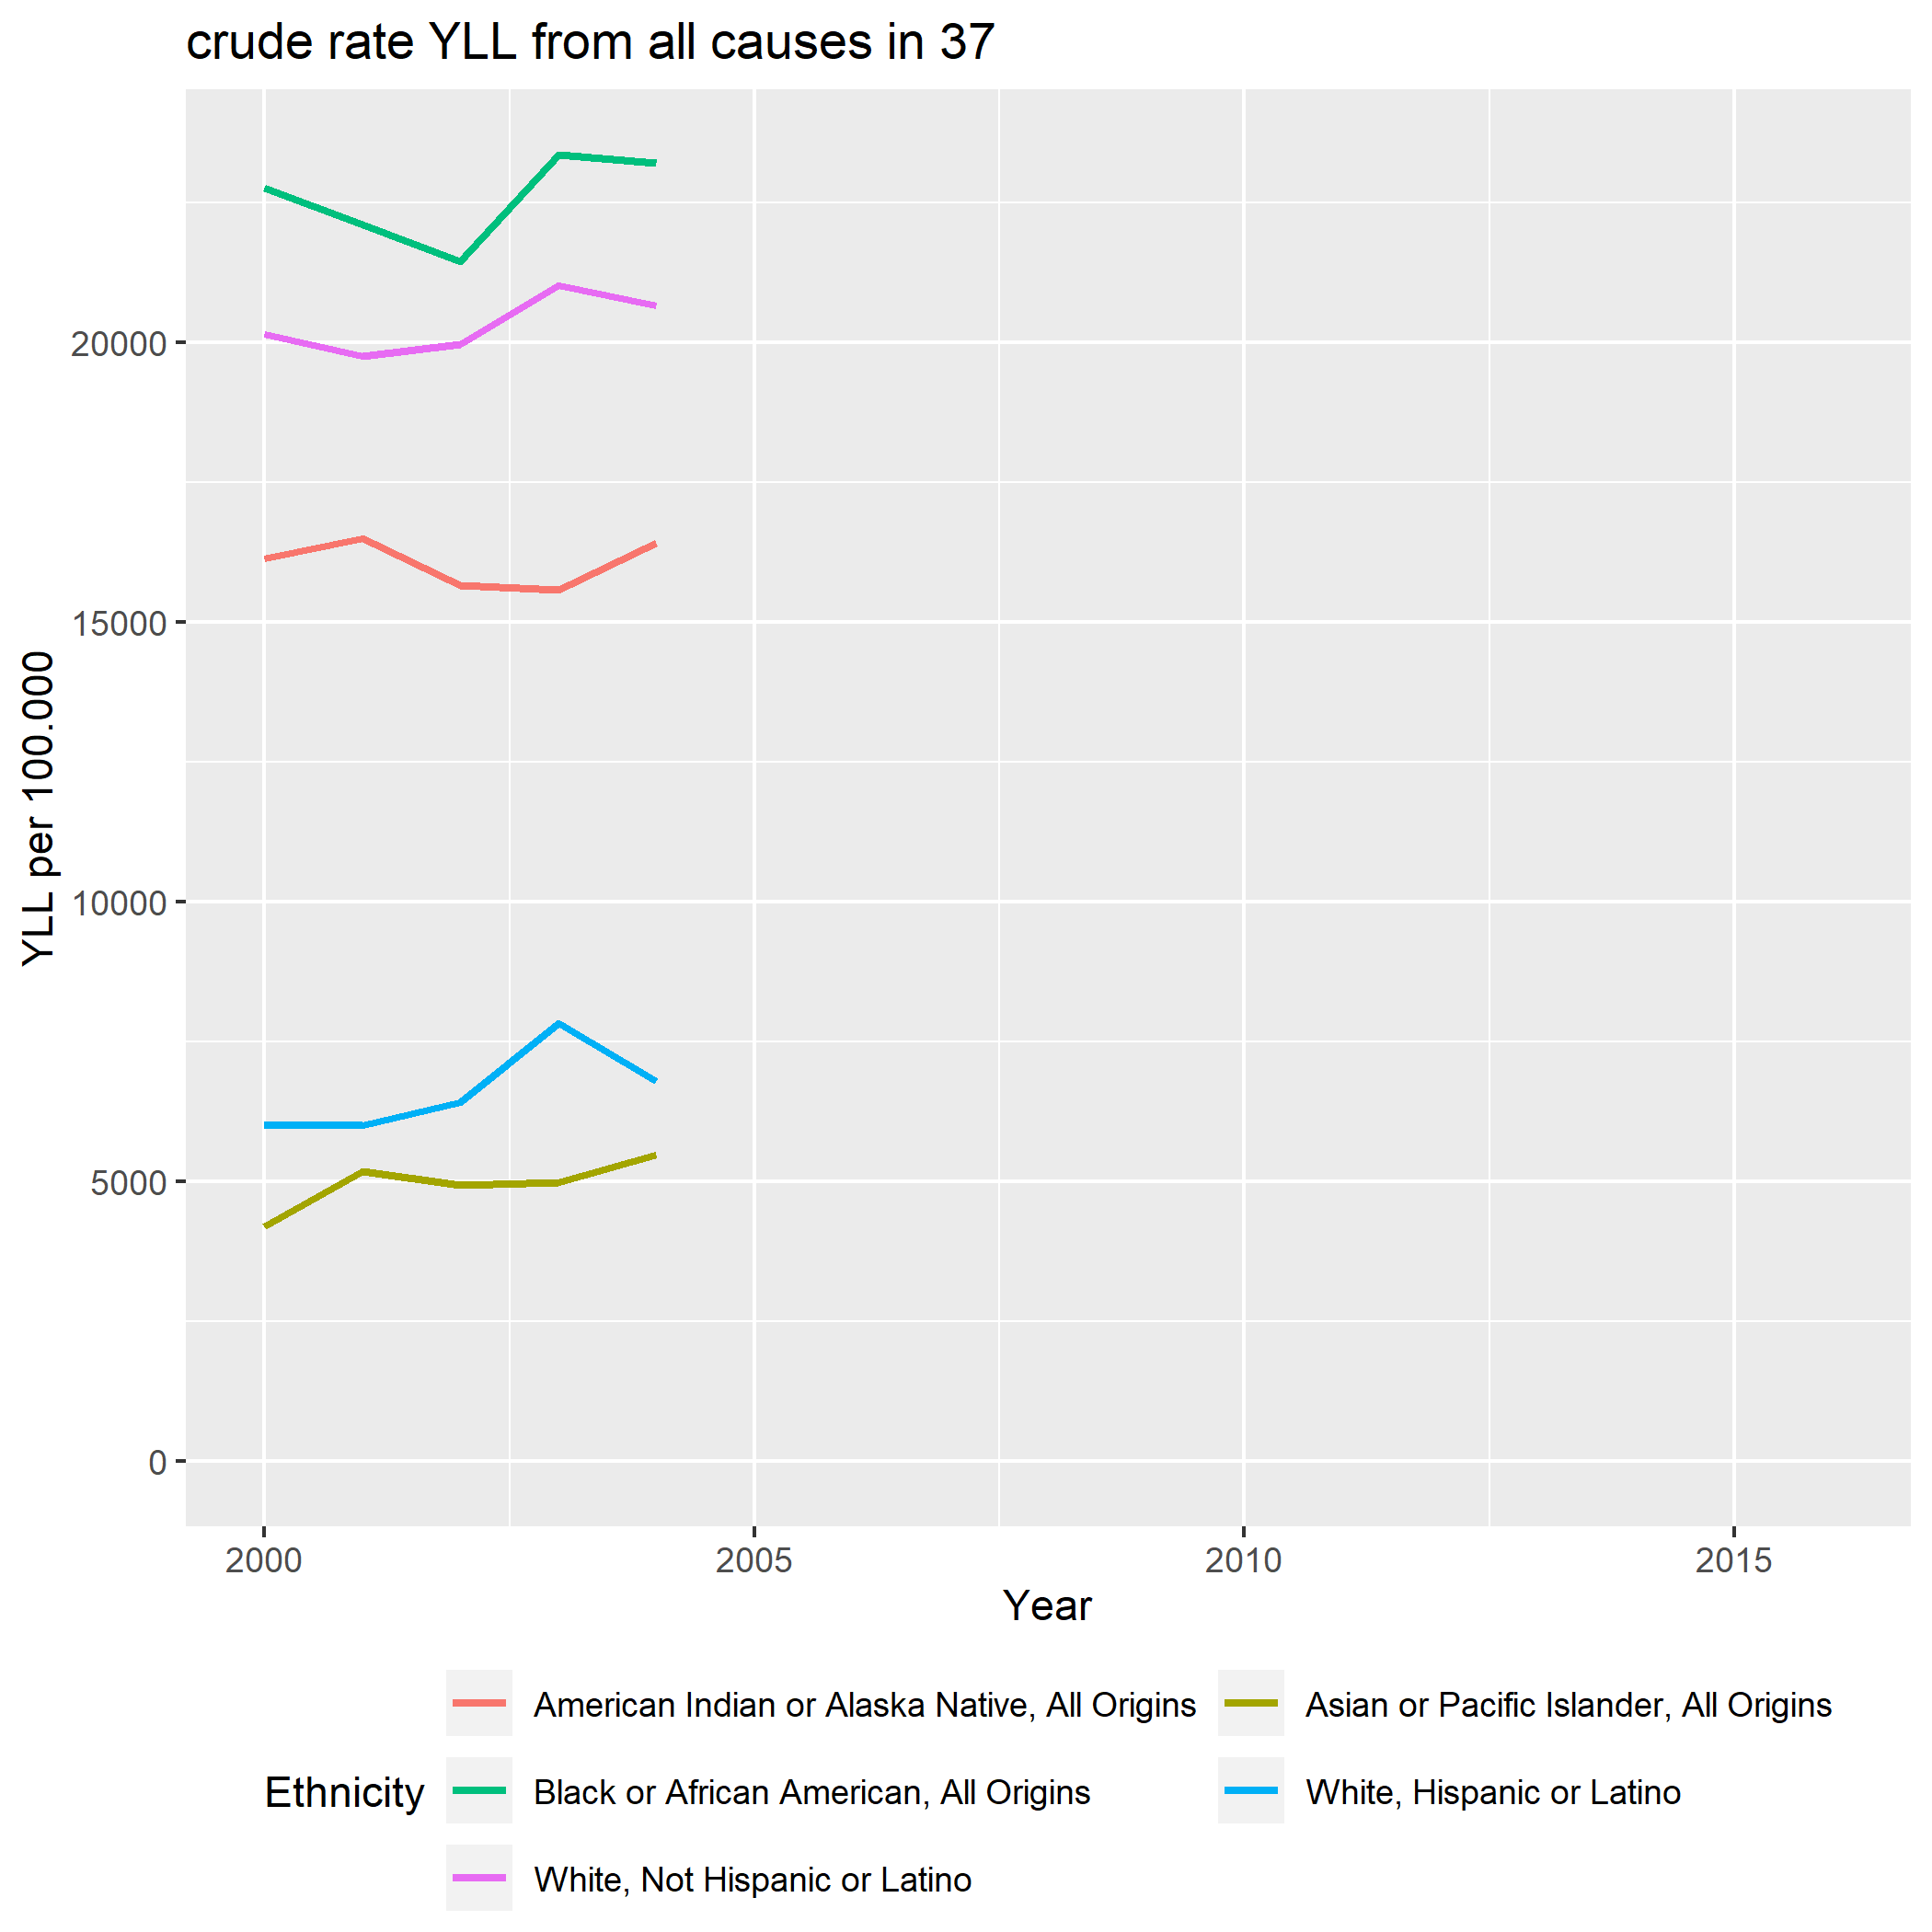 crude rate YLL from all causes in 37
YLL per 100.000
20000
15000
10000
5000
0
2000 2005 2010 2015
Year
Ethnicity
American Indian or Alaska Native, All Origins
Asian or Pacific Islander, All Origins
Black or African American, All Origins
White, Hispanic or Latino
White, Not Hispanic or Latino